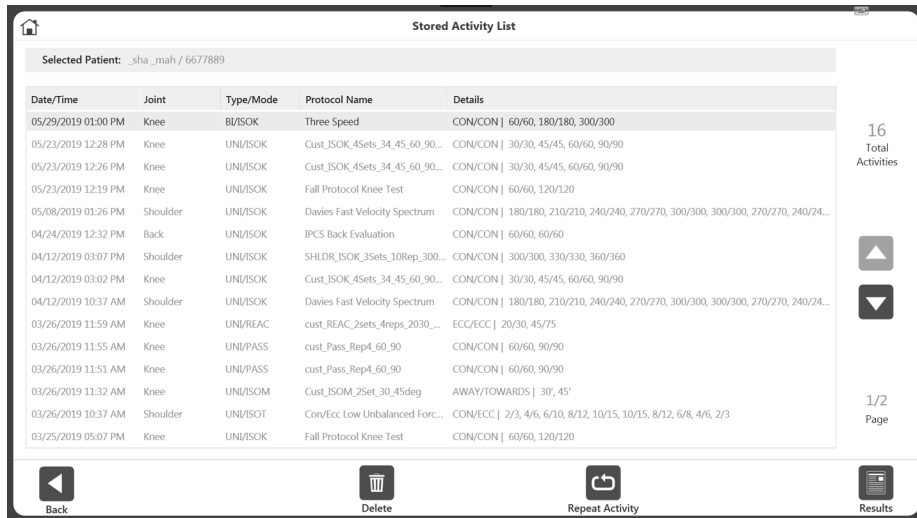 Stored Activity List
Selected Patient: _sha _mah / 6677889
Date/Time Joint Type/Mode Protocol Name Details
05/29/2019 01:00 PM Knee BI/ISOK Three Speed CON/CON | 60/60, 180/180, 300/300
05/23/2019 12:28 PM Knee UNI/ISOK Cust_ISOK_4Sets_34_45_60_90... CON/CON | 30/30, 45/45, 60/60, 90/90
05/23/2019 12:26 PM Knee UNI/ISOK Cust_ISOK_4Sets_34_45_60_90... CON/CON | 30/30, 45/45, 60/60, 90/90
05/23/2019 12:19 PM Knee UNI/ISOK Fall Protocol Knee Test CON/CON | 60/60, 120/120
05/08/2019 01:26 PM Shoulder UNI/ISOK Davies Fast Velocity Spectrum CON/CON | 180/180, 210/210, 240/240, 270/270, 300/300, 300/300, 270/270, 240/24...
04/24/2019 12:32 PM Back UNI/ISOK IPCS Back Evaluation CON/CON | 60/60, 60/60
04/12/2019 03:07 PM Shoulder UNI/ISOK SHLDR_ISOK_3Sets_10Rep_300... CON/CON | 300/300, 330/330, 360/360
04/12/2019 03:02 PM Knee UNI/ISOK Cust_ISOK_4Sets_34_45_60_90... CON/CON | 30/30, 45/45, 60/60, 90/90
04/12/2019 10:37 AM Shoulder UNI/ISOK Davies Fast Velocity Spectrum CON/CON | 180/180, 210/210, 240/240, 270/270, 300/300, 300/300, 270/270, 240/24...
03/26/2019 11:59 AM Knee UNI/REAC cust_REAC_2sets_4reps_2030_... ECC/ECC | 20/30, 45/75
03/26/2019 11:55 AM Knee UNI/PASS cust_Pass_Rep4_60_90 CON/CON | 60/60, 90/90
03/26/2019 11:51 AM Knee UNI/PASS cust_Pass_Rep4_60_90 CON/CON | 60/60, 90/90
03/26/2019 11:32 AM Knee UNI/ISOM Cust_ISOM_2Set_30_45deg AWAY/TOWARDS | 30', 45'
03/26/2019 10:37 AM Shoulder UNI/ISOT Con/Ecc Low Unbalanced Forc... CON/ECC | 2/3, 4/6, 6/10, 8/12, 10/15, 10/15, 8/12, 6/8, 4/6, 2/3
03/25/2019 05:07 PM Knee UNI/ISOK Fall Protocol Knee Test CON/CON | 60/60, 120/120
16
Total
Activities
1/2
Page
Back Delete Repeat Activity Results